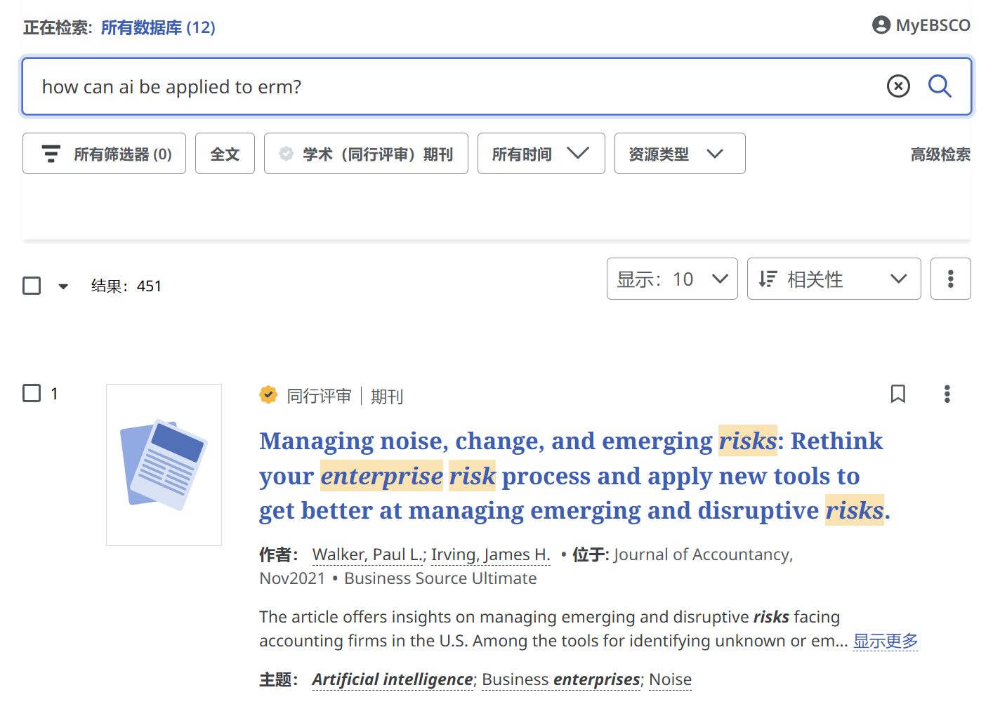 正在检索: 所有数据库 (12)
MyEBSCO
how can ai be applied to erm?
所有筛选器 (0)
全文
学术（同行评审）期刊
所有时间
资源类型
高级检索
结果：451
显示：10
相关性
1
同行评审 | 期刊
Managing noise, change, and emerging risks: Rethink
your enterprise risk process and apply new tools to
get better at managing emerging and disruptive risks.
作者： Walker, Paul L.; Irving, James H. • 位于: Journal of Accountancy,
Nov2021 • Business Source Ultimate
The article offers insights on managing emerging and disruptive risks facing
accounting firms in the U.S. Among the tools for identifying unknown or em... 显示更多
主题： Artificial intelligence; Business enterprises; Noise